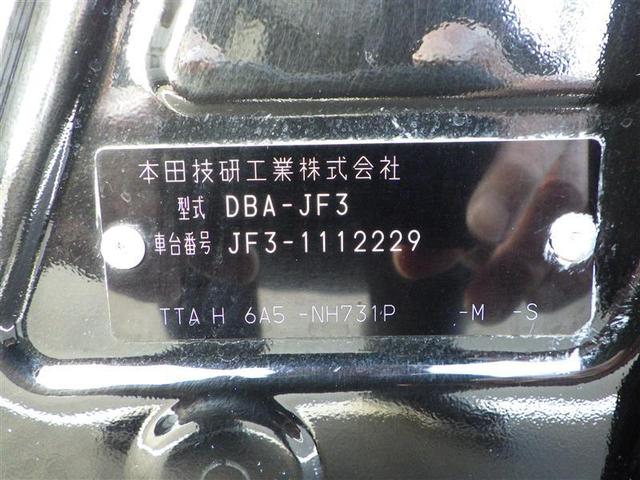 本田技研工業株式会社
型式 DBA-JF3
車台番号 JF3-1112229
TTA H 6A5 -NH731P -M -S